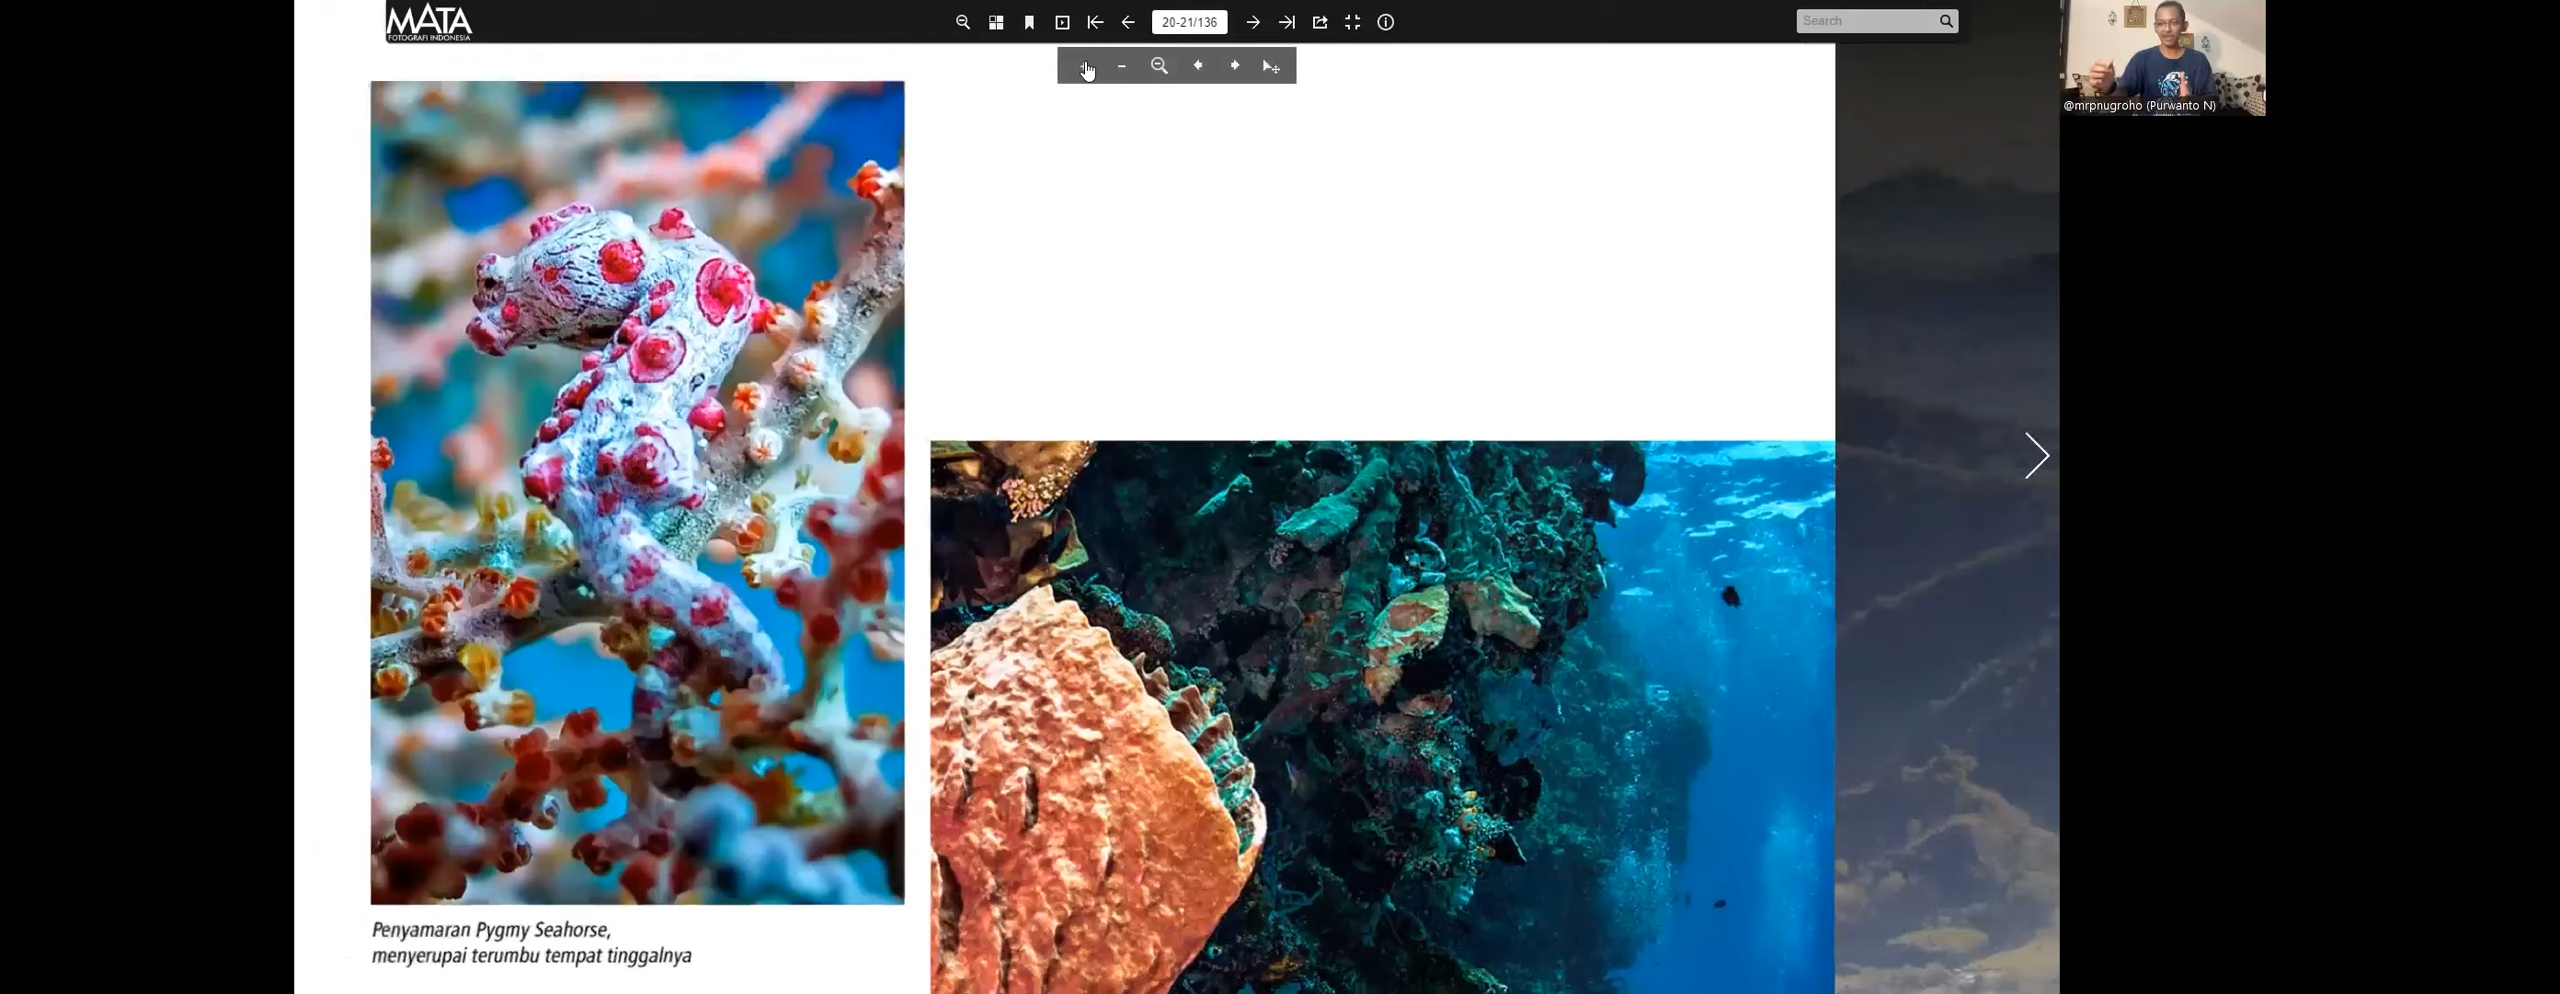 MATA
FOTOGRAFI INDONESIA
20-21/136
Search
@mrpnugroho (Purwanto N)
Penyamaran Pygmy Seahorse,
menyerupai terumbu tempat tinggalnya